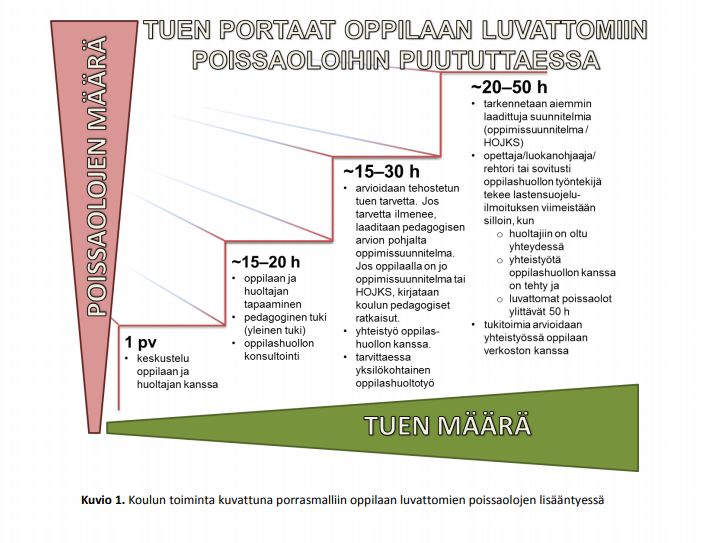 TUEN PORTAAT OPPILAAN LUVATTOMIIN
POISSAOLOIHIN PUUTUTTAESSA
POISSAOLOJEN MÄÄRÄ
1 pv
• keskustelu
oppilaan ja
huoltajan kanssa
~15–20 h
• oppilaan ja
huoltajan
tapaaminen
• pedagoginen tuki
(yleinen tuki)
• oppilashuollon
konsultointi
~15–30 h
• arvioidaan tehostetun
tuen tarvetta. Jos
tarvetta ilmenee,
laaditaan pedagogisen
arvion pohjalta
oppimissuunnitelma.
Jos oppilaalla on jo
oppimissuunnitelma tai
HOJKS, kirjataan
koulun pedagogiset
ratkaisut.
• yhteistyö oppilas-
huollon kanssa.
• tarvittaessa
yksilökohtainen
oppilashuoltotyö
~20–50 h
• tarkennetaan aiemmin
laadittuja suunnitelmia
(oppimissuunnitelma /
HOJKS)
• opettaja/luokanohjaaja/
rehtori tai sovitusti
oppilashuollon työntekijä
tekee lastensuojelu-
ilmoituksen viimeistään
silloin, kun
o huoltajiin on oltu
yhteydessä
o yhteistyötä
oppilashuollon kanssa
on tehty ja
o luvattomat poissaolot
ylittävät 50 h
• tukitoimia arvioidaan
yhteistyössä oppilaan
verkoston kanssa
TUEN MÄÄRÄ
Kuvio 1. Koulun toiminta kuvattuna porrasmalliin oppilaan luvattomien poissaolojen lisääntyessä